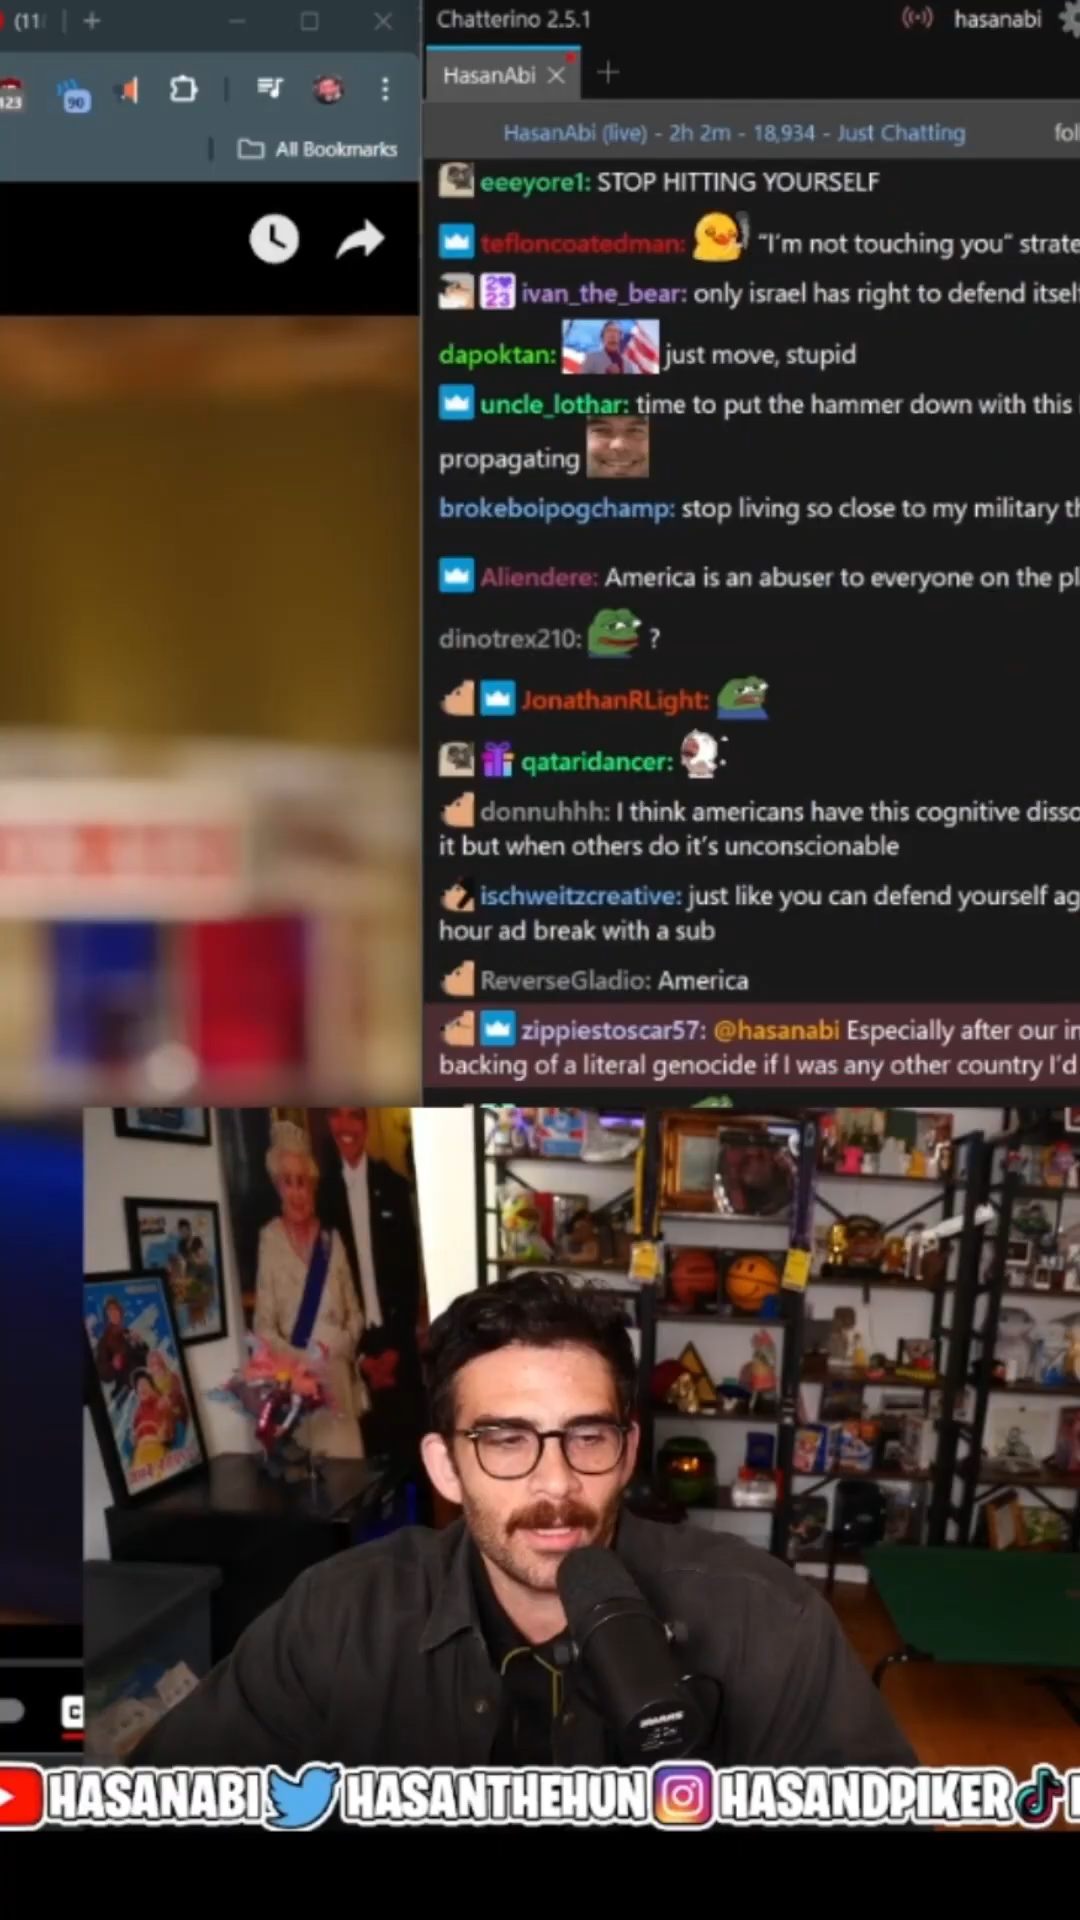 (11
Chatterino 2.5.1
hasanabi
HasanAbi
123
90
All Bookmarks
HasanAbi (live) - 2h 2m - 18,934 - Just Chatting
fol
eeeyore1: STOP HITTING YOURSELF
tefloncoatedman: "I'm not touching you" strate
ivan_the_bear: only israel has right to defend itself
dapoktan: just move, stupid
uncle_lothar: time to put the hammer down with this
propagating
brokeboipogchamp: stop living so close to my military th
Aliendere: America is an abuser to everyone on the pl
dinotrex210: ?
JonathanRLight:
qataridancer:
donnuhhh: I think americans have this cognitive disso
it but when others do it's unconscionable
ischweitzcreative: just like you can defend yourself ag
hour ad break with a sub
ReverseGladio: America
zippiestoscar57: @hasanabi Especially after our in
backing of a literal genocide if I was any other country I'd
HASANABI HASANTHEHUN HASANDPIKER